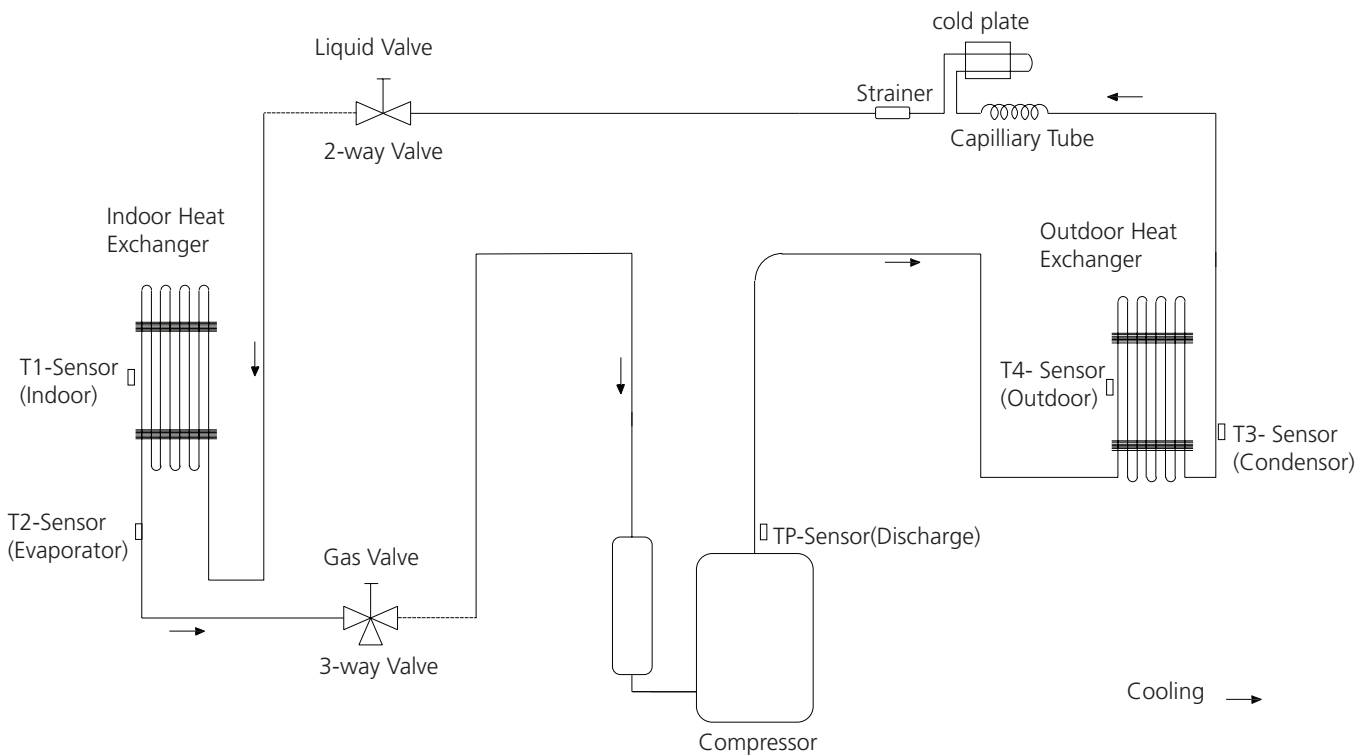 cold plate
Liquid Valve
Strainer
2-way Valve
Capilliary Tube
Indoor Heat
Exchanger
Outdoor Heat
Exchanger
T1-Sensor
(Indoor)
T4- Sensor
(Outdoor)
T3- Sensor
(Condensor)
T2-Sensor
(Evaporator)
TP-Sensor(Discharge)
Gas Valve
3-way Valve
Cooling
Compressor